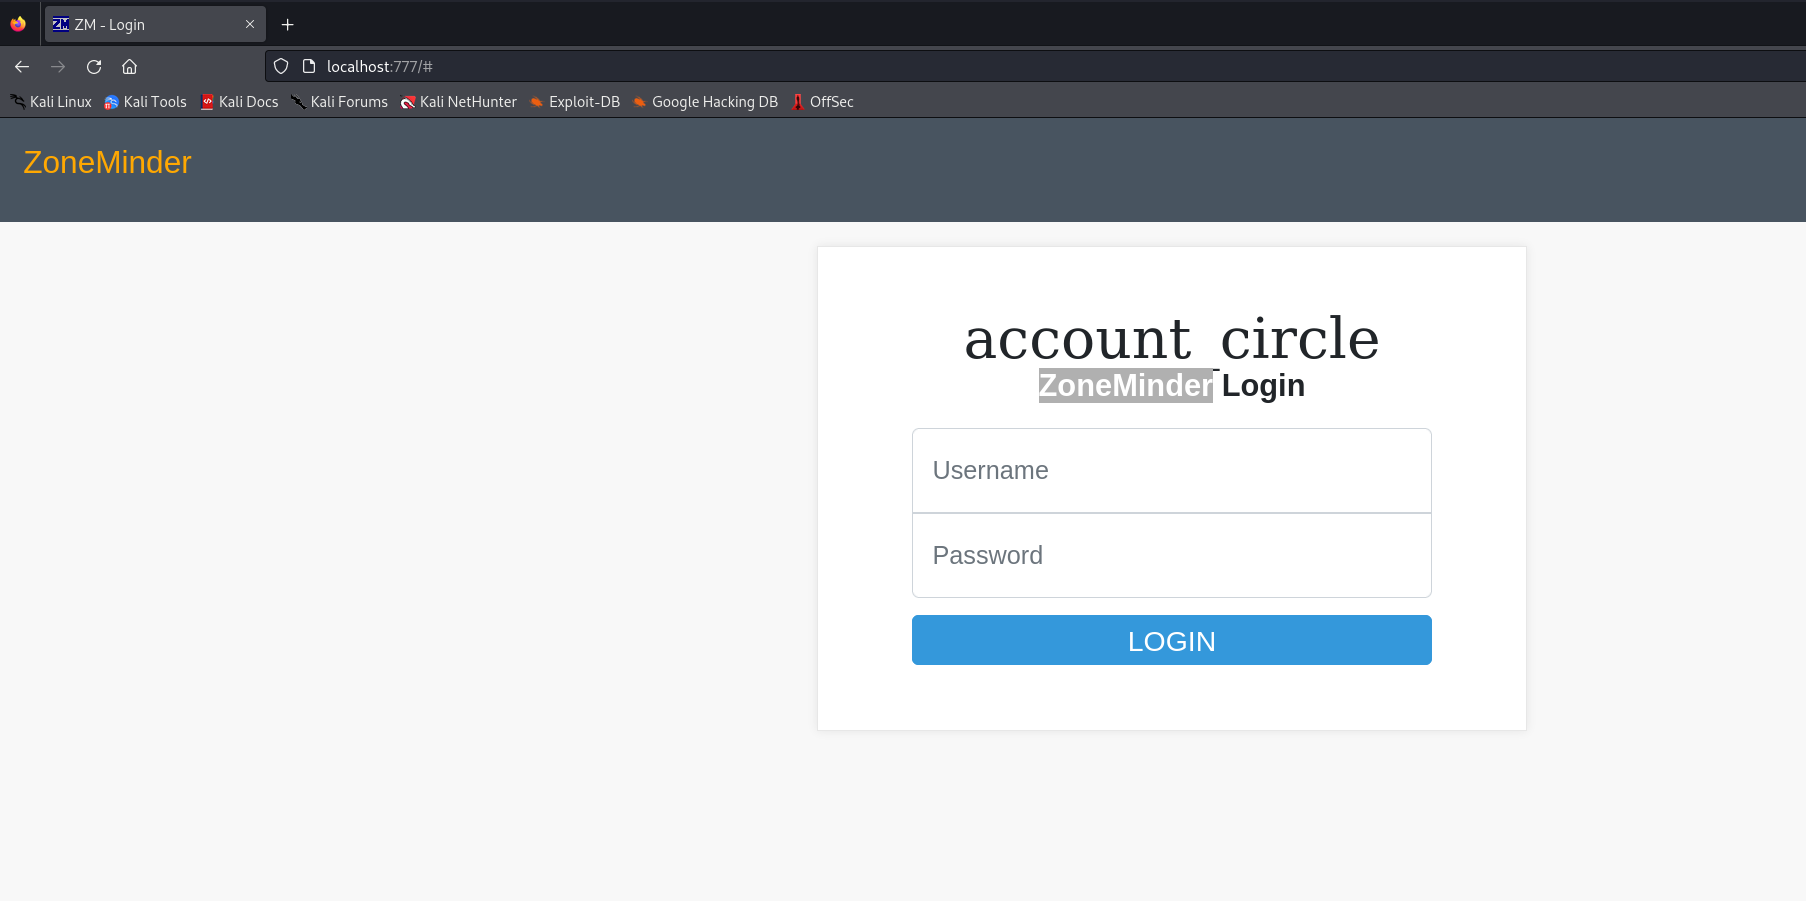 ZM - Login
localhost:777/#
Kali Linux Kali Tools Kali Docs Kali Forums Kali NetHunter Exploit-DB Google Hacking DB OffSec
ZoneMinder
account_circle
ZoneMinder Login
Username
Password
LOGIN